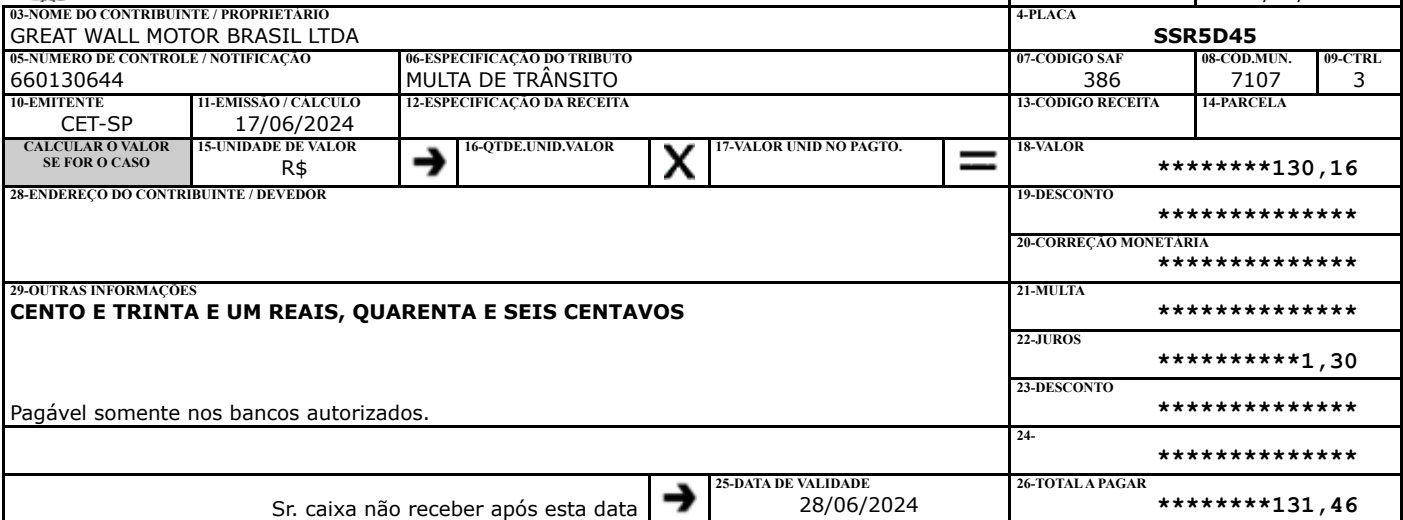 03-NOME DO CONTRIBUINTE / PROPRIETÁRIO
GREAT WALL MOTOR BRASIL LTDA
4-PLACA
SSR5D45
05-NÚMERO DE CONTROLE / NOTIFICAÇÃO
660130644
06-ESPECIFICAÇÃO DO TRIBUTO
MULTA DE TRÂNSITO
07-CÓDIGO SAF
386
08-COD.MUN.
7107
09-CTRL
3
10-EMITENTE
CET-SP
11-EMISSÃO / CÁLCULO
17/06/2024
12-ESPECIFICAÇÃO DA RECEITA
13-CÓDIGO RECEITA
14-PARCELA
CALCULAR O VALOR
SE FOR O CASO
15-UNIDADE DE VALOR
R$
16-QTDE.UNID.VALOR
X
17-VALOR UNID NO PAGTO.
=
18-VALOR
********130,16
28-ENDEREÇO DO CONTRIBUINTE / DEVEDOR
19-DESCONTO
**************
20-CORREÇÃO MONETÁRIA
**************
29-OUTRAS INFORMAÇÕES
CENTO E TRINTA E UM REAIS, QUARENTA E SEIS CENTAVOS
21-MULTA
**************
22-JUROS
**********1,30
Pagável somente nos bancos autorizados.
23-DESCONTO
**************
24-
**************
Sr. caixa não receber após esta data
25-DATA DE VALIDADE
28/06/2024
26-TOTAL A PAGAR
********131,46